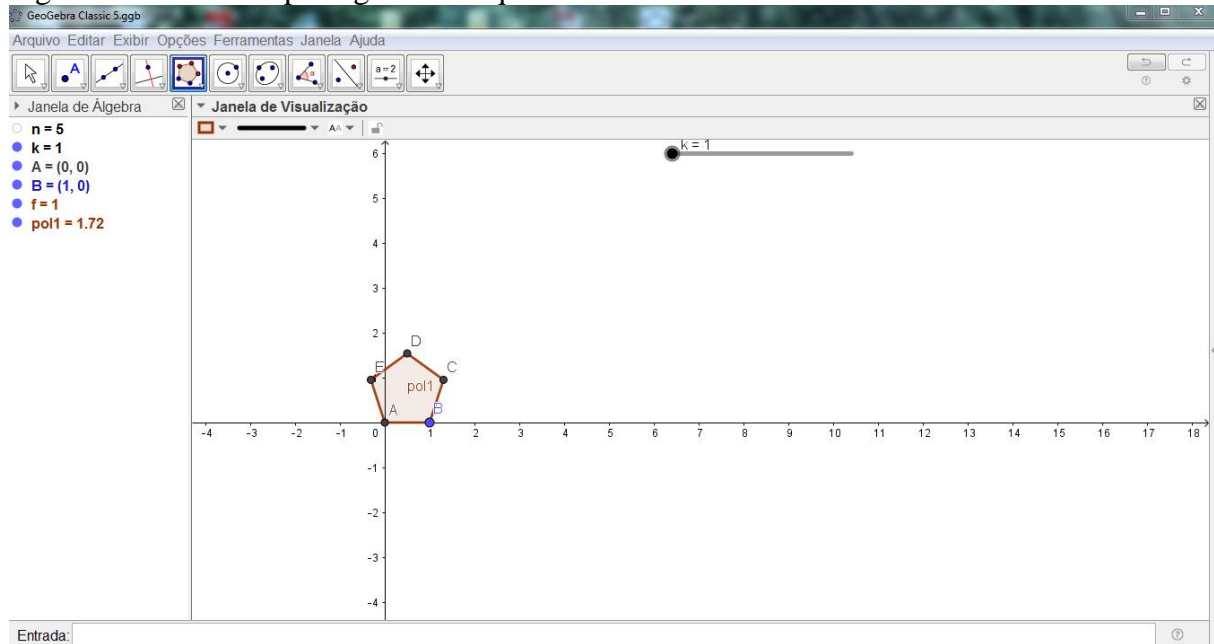 GeoGebra Classic 5.ggb
Arquivo Editar Exibir Opções Ferramentas Janela Ajuda
A
a=2
Janela de Álgebra
Janela de Visualização
AA
n = 5
k = 1
A = (0, 0)
B = (1, 0)
f = 1
pol1 = 1.72
k = 1
6
5
4
3
2
D
E
C
pol1
A
B
-4 -3 -2 -1 0 1 2 3 4 5 6 7 8 9 10 11 12 13 14 15 16 17 18
-1
-2
-3
-4
Entrada: